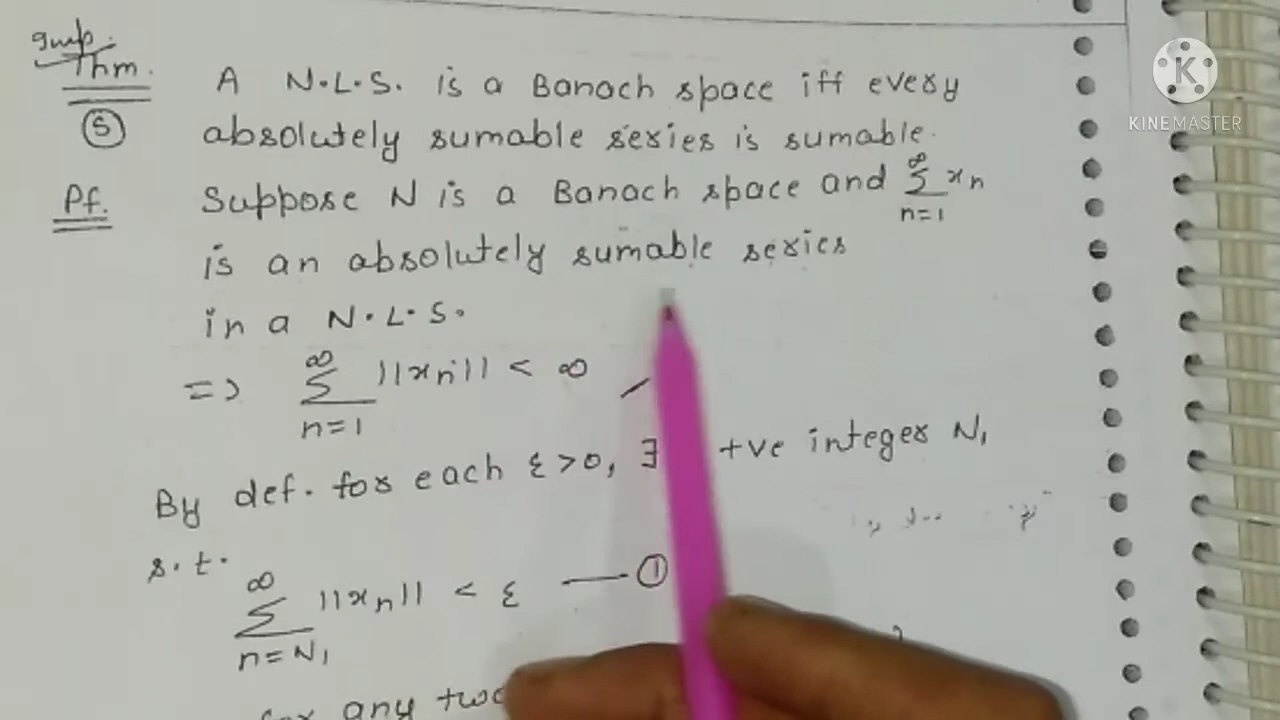 Imp.
Thm. A N.L.S. is a Banach space iff every
(5) absolutely sumable series is sumable.
Pf. Suppose N is a Banach space and ∞∑n=1 xn
is an absolutely sumable series
in a N.L.S.
=> ∞∑n=1 ||xn|| < ∞
By def. for each ε>0, ∃ +ve integer N1
s.t.
∞∑n=N1 ||xn|| < ε — ①
for any two
K
KINEMASTER